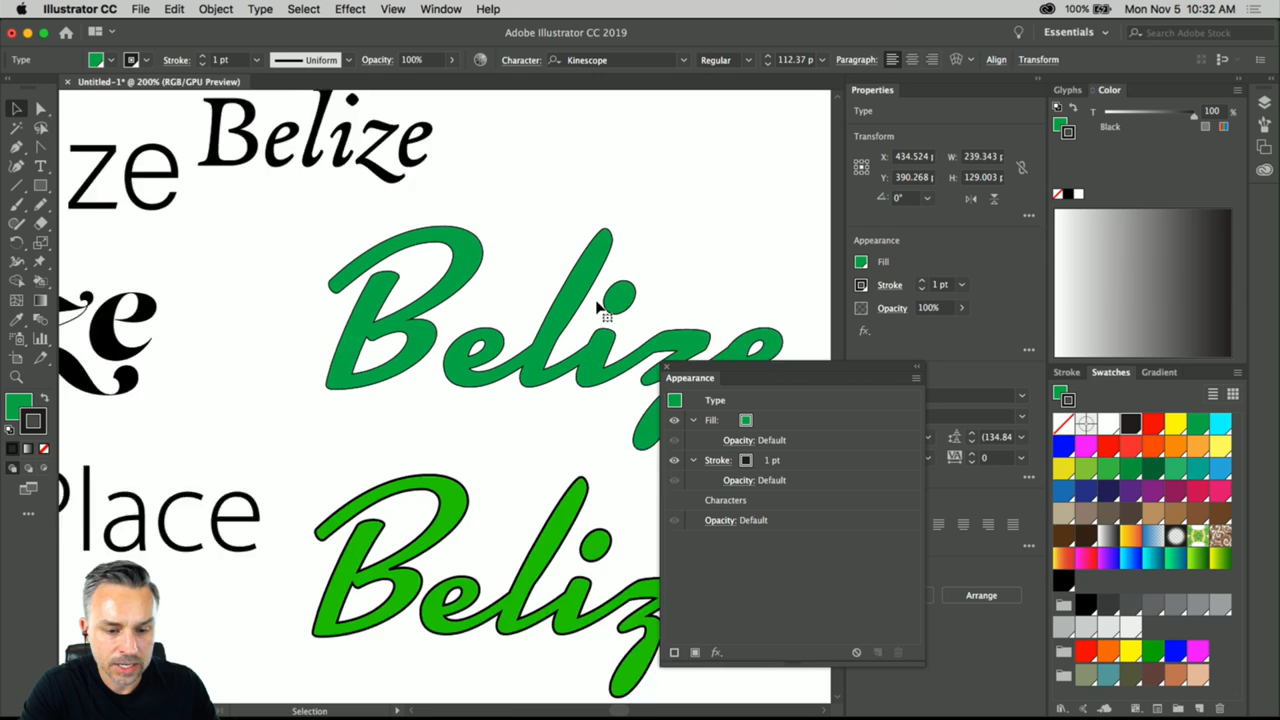 Illustrator CC File Edit Object Type Select Effect View Window Help 100% Mon Nov 5 10:32 AM
Adobe Illustrator CC 2019 Essentials Search Adobe Stock
Type Stroke: 1 pt Uniform Opacity: 100% Character: Kinescope Regular 112.37 p Paragraph: Align Transform
Untitled-1* @ 200% (RGB/GPU Preview)
Properties
Glyphs Color
Type
T 100 %
Black
Transform
X: 434.524 W: 239.343
Y: 390.268 H: 129.003
0°
Appearance
Fill
Stroke 1 pt
Opacity 100%
fx.
Belize
ze
Belize
ze
Place
Belize
Stroke Swatches Gradient
Appearance
Type
Fill:
Opacity: Default
Stroke: 1 pt
Opacity: Default
Characters
Opacity: Default
fx.
(134.84
VA 0
Arrange
Selection